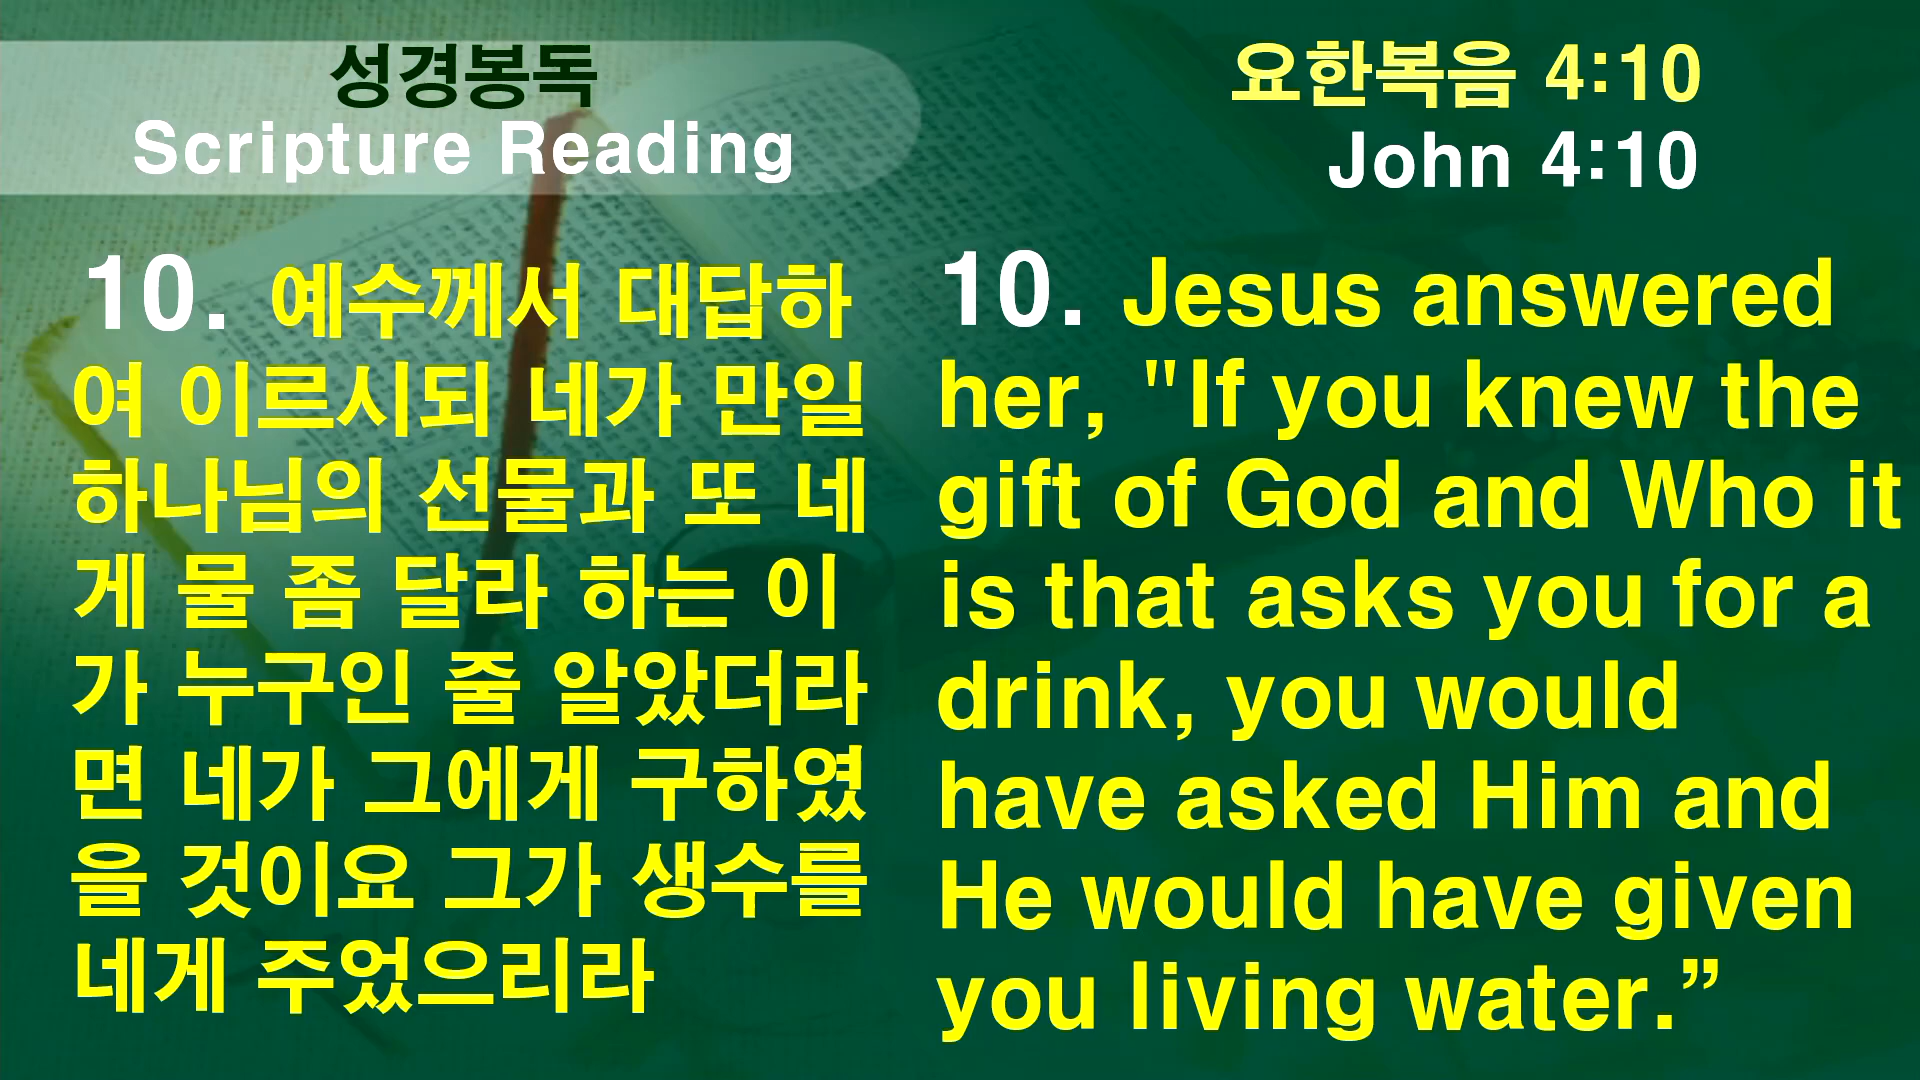 성경봉독
Scripture Reading
요한복음 4:10
John 4:10
10. 예수께서 대답하
여 이르시되 네가 만일
하나님의 선물과 또 네
게 물 좀 달라 하는 이
가 누구인 줄 알았더라
면 네가 그에게 구하였
을 것이요 그가 생수를
네게 주었으리라
10. Jesus answered
her, "If you knew the
gift of God and Who it
is that asks you for a
drink, you would
have asked Him and
He would have given
you living water.”